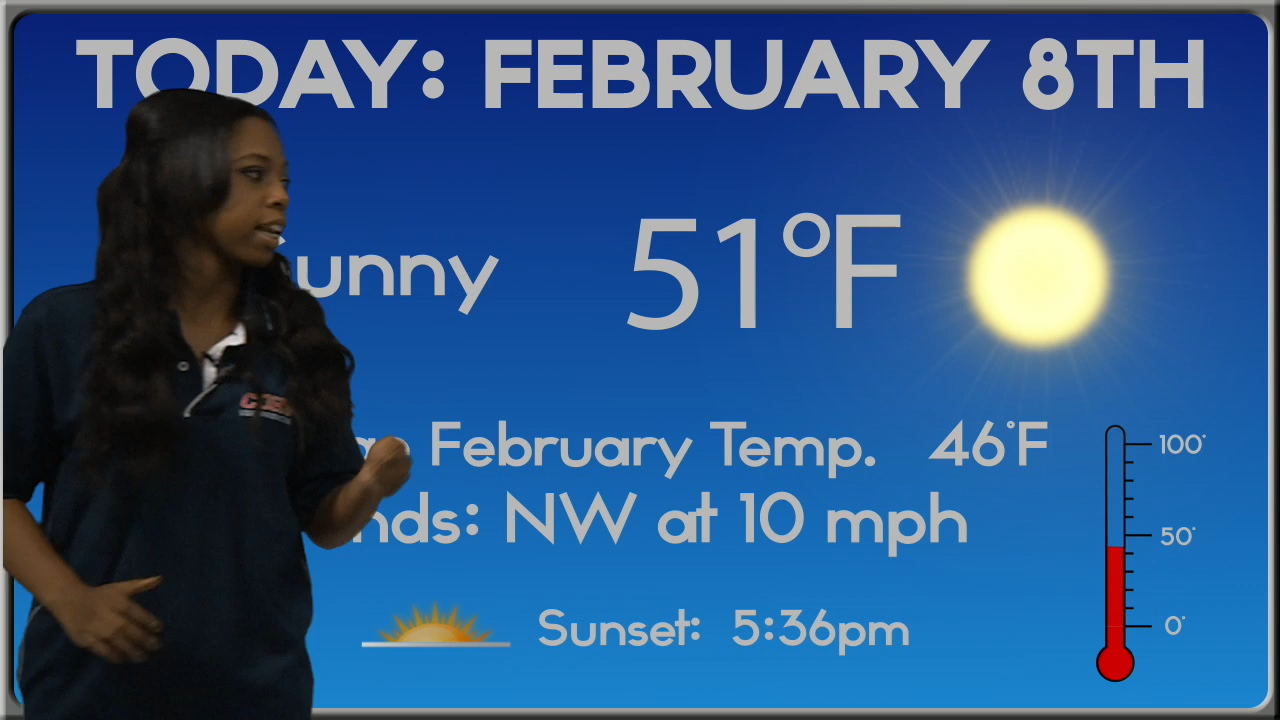 TODAY: FEBRUARY 8TH
unny 51°F
February Temp. 46°F
nds: NW at 10 mph
Sunset: 5:36pm
100°
50°
0°